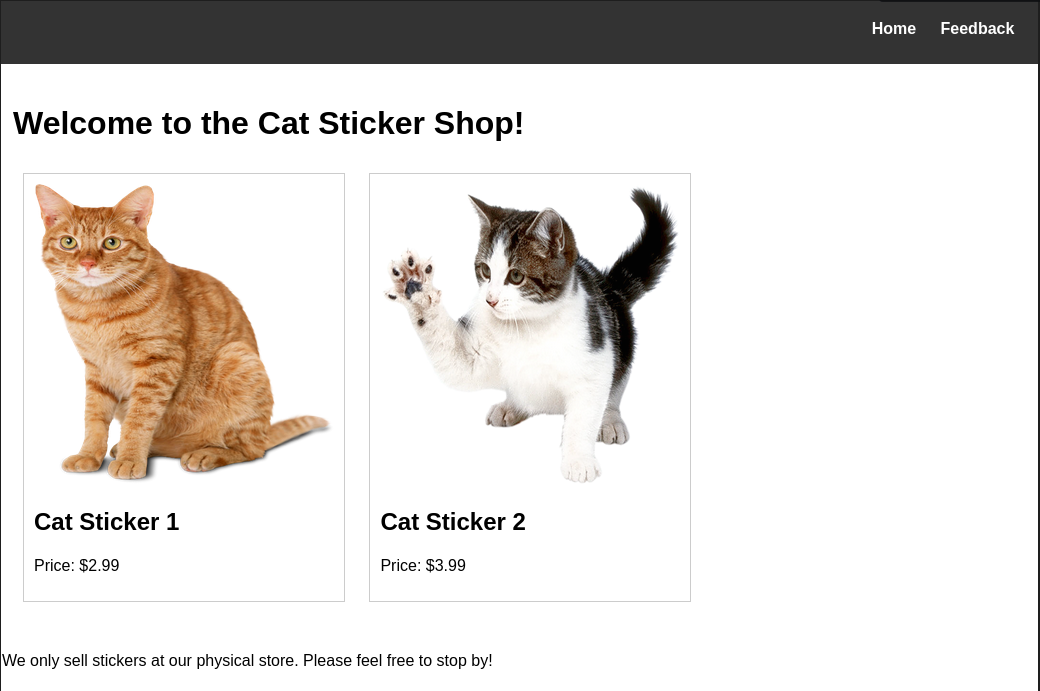 Home Feedback
Welcome to the Cat Sticker Shop!
Cat Sticker 1
Price: $2.99
Cat Sticker 2
Price: $3.99
We only sell stickers at our physical store. Please feel free to stop by!